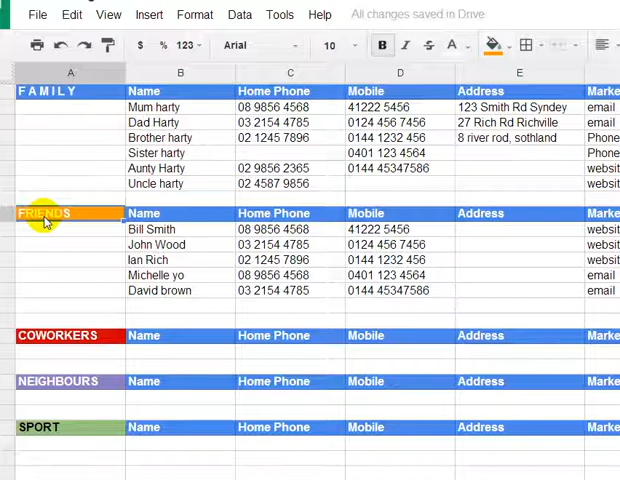 File Edit View Insert Format Data Tools Help All changes saved in Drive
$ % 123 Arial 10 B I S A
A B C D E
FAMILY Name Home Phone Mobile Address Marke
Mum harty 08 9856 4568 41222 5456 123 Smith Rd Syndey email
Dad Harty 03 2154 4785 0124 456 7456 27 Rich Rd Richville email
Brother harty 02 1245 7896 0144 1232 456 8 river rod, sothland Phone
Sister harty 0401 123 4564 Phone
Aunty Harty 02 9856 2365 0144 45347586 website
Uncle harty 02 4587 9856 website
FRIENDS Name Home Phone Mobile Address Marke
Bill Smith 08 9856 4568 41222 5456 websit
John Wood 03 2154 4785 0124 456 7456 websit
Ian Rich 02 1245 7896 0144 1232 456 websit
Michelle yo 08 9856 4568 0401 123 4564 email
David brown 03 2154 4785 0144 45347586 email
COWORKERS Name Home Phone Mobile Address Marke
NEIGHBOURS Name Home Phone Mobile Address Marke
SPORT Name Home Phone Mobile Address Marke